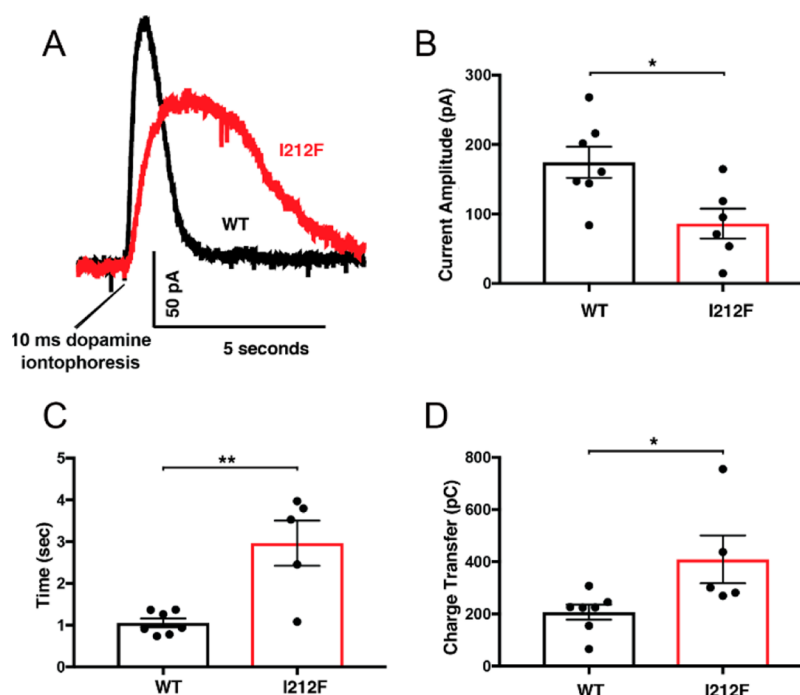 A
I212F
WT
50 pA
5 seconds
10 ms dopamine
iontophoresis
B
*
Current Amplitude (pA)
300
200
100
0
WT
I212F
C
**
Time (sec)
5
4
3
2
1
0
WT
I212F
D
*
Charge Transfer (pC)
800
600
400
200
0
WT
I212F